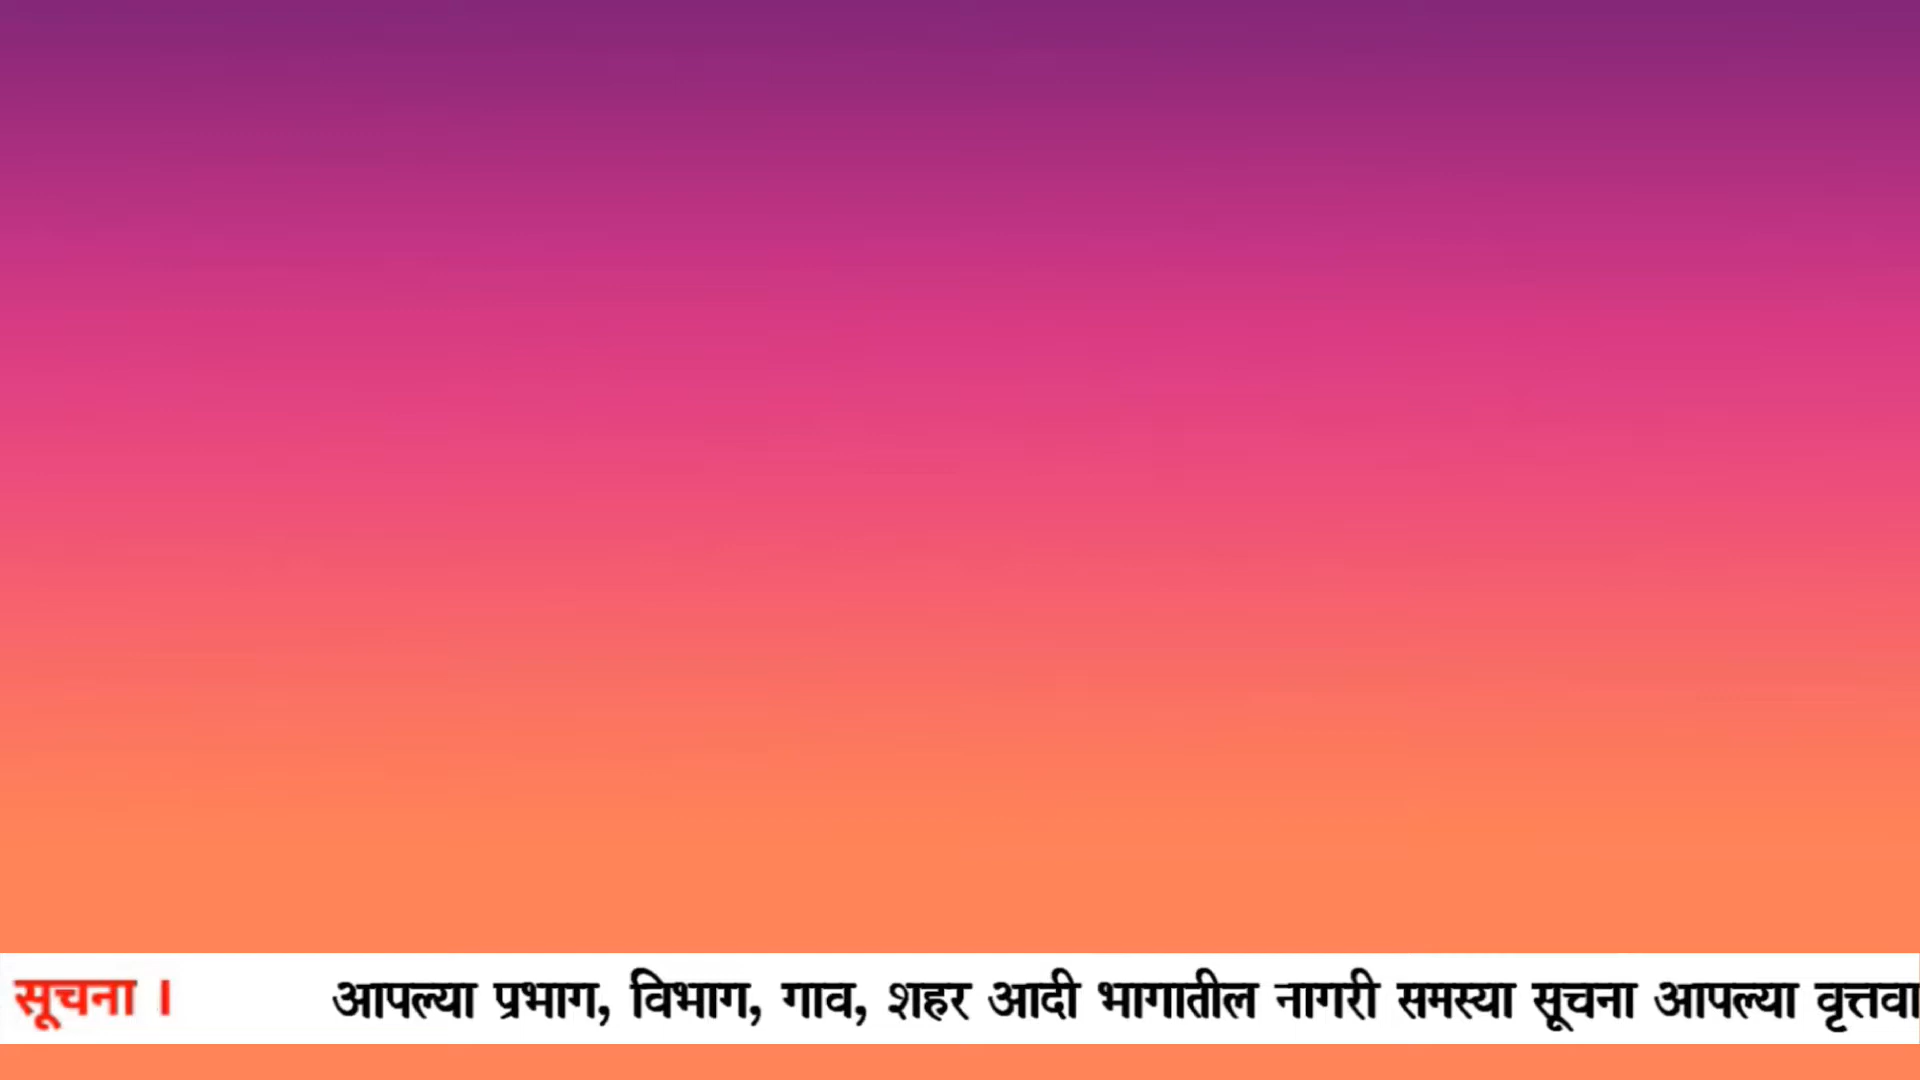 सूचना । आपल्या प्रभाग, विभाग, गाव, शहर आदी भागातील नागरी समस्या सूचना आपल्या